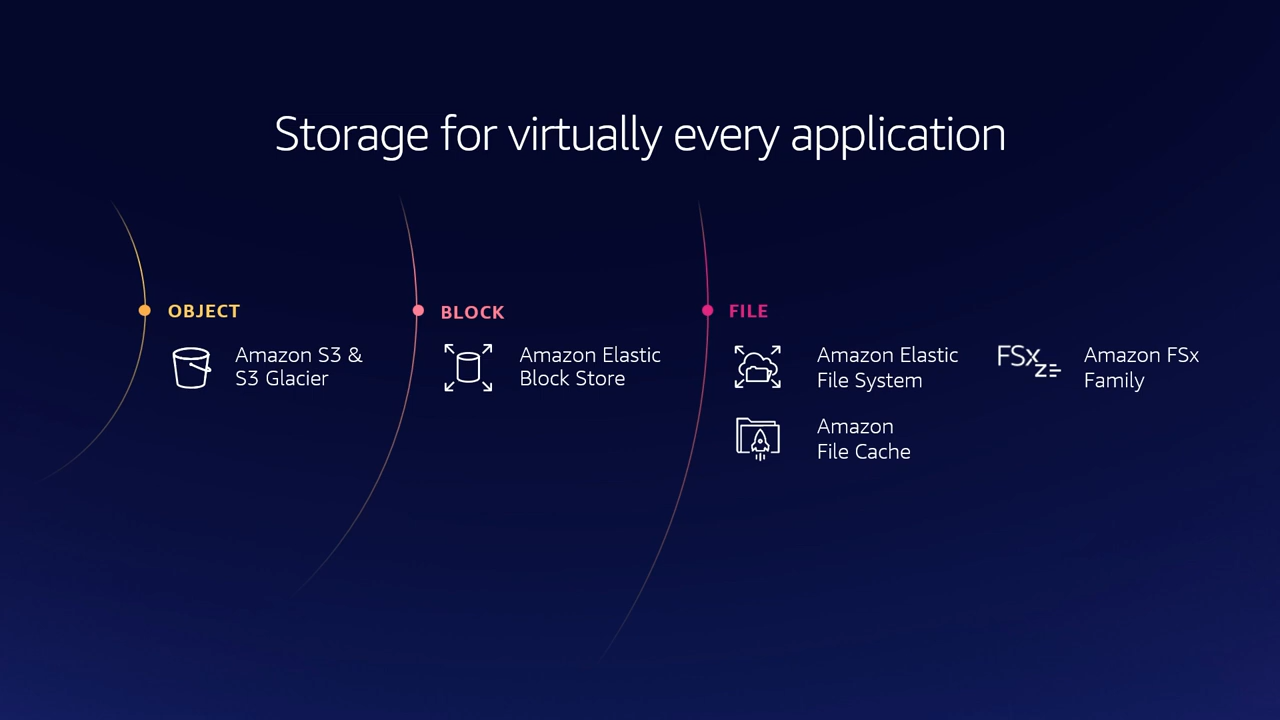 Storage for virtually every application
OBJECT
Amazon S3 &
S3 Glacier
BLOCK
Amazon Elastic
Block Store
FILE
Amazon Elastic
File System
FSx
Z
Amazon FSx
Family
Amazon
File Cache